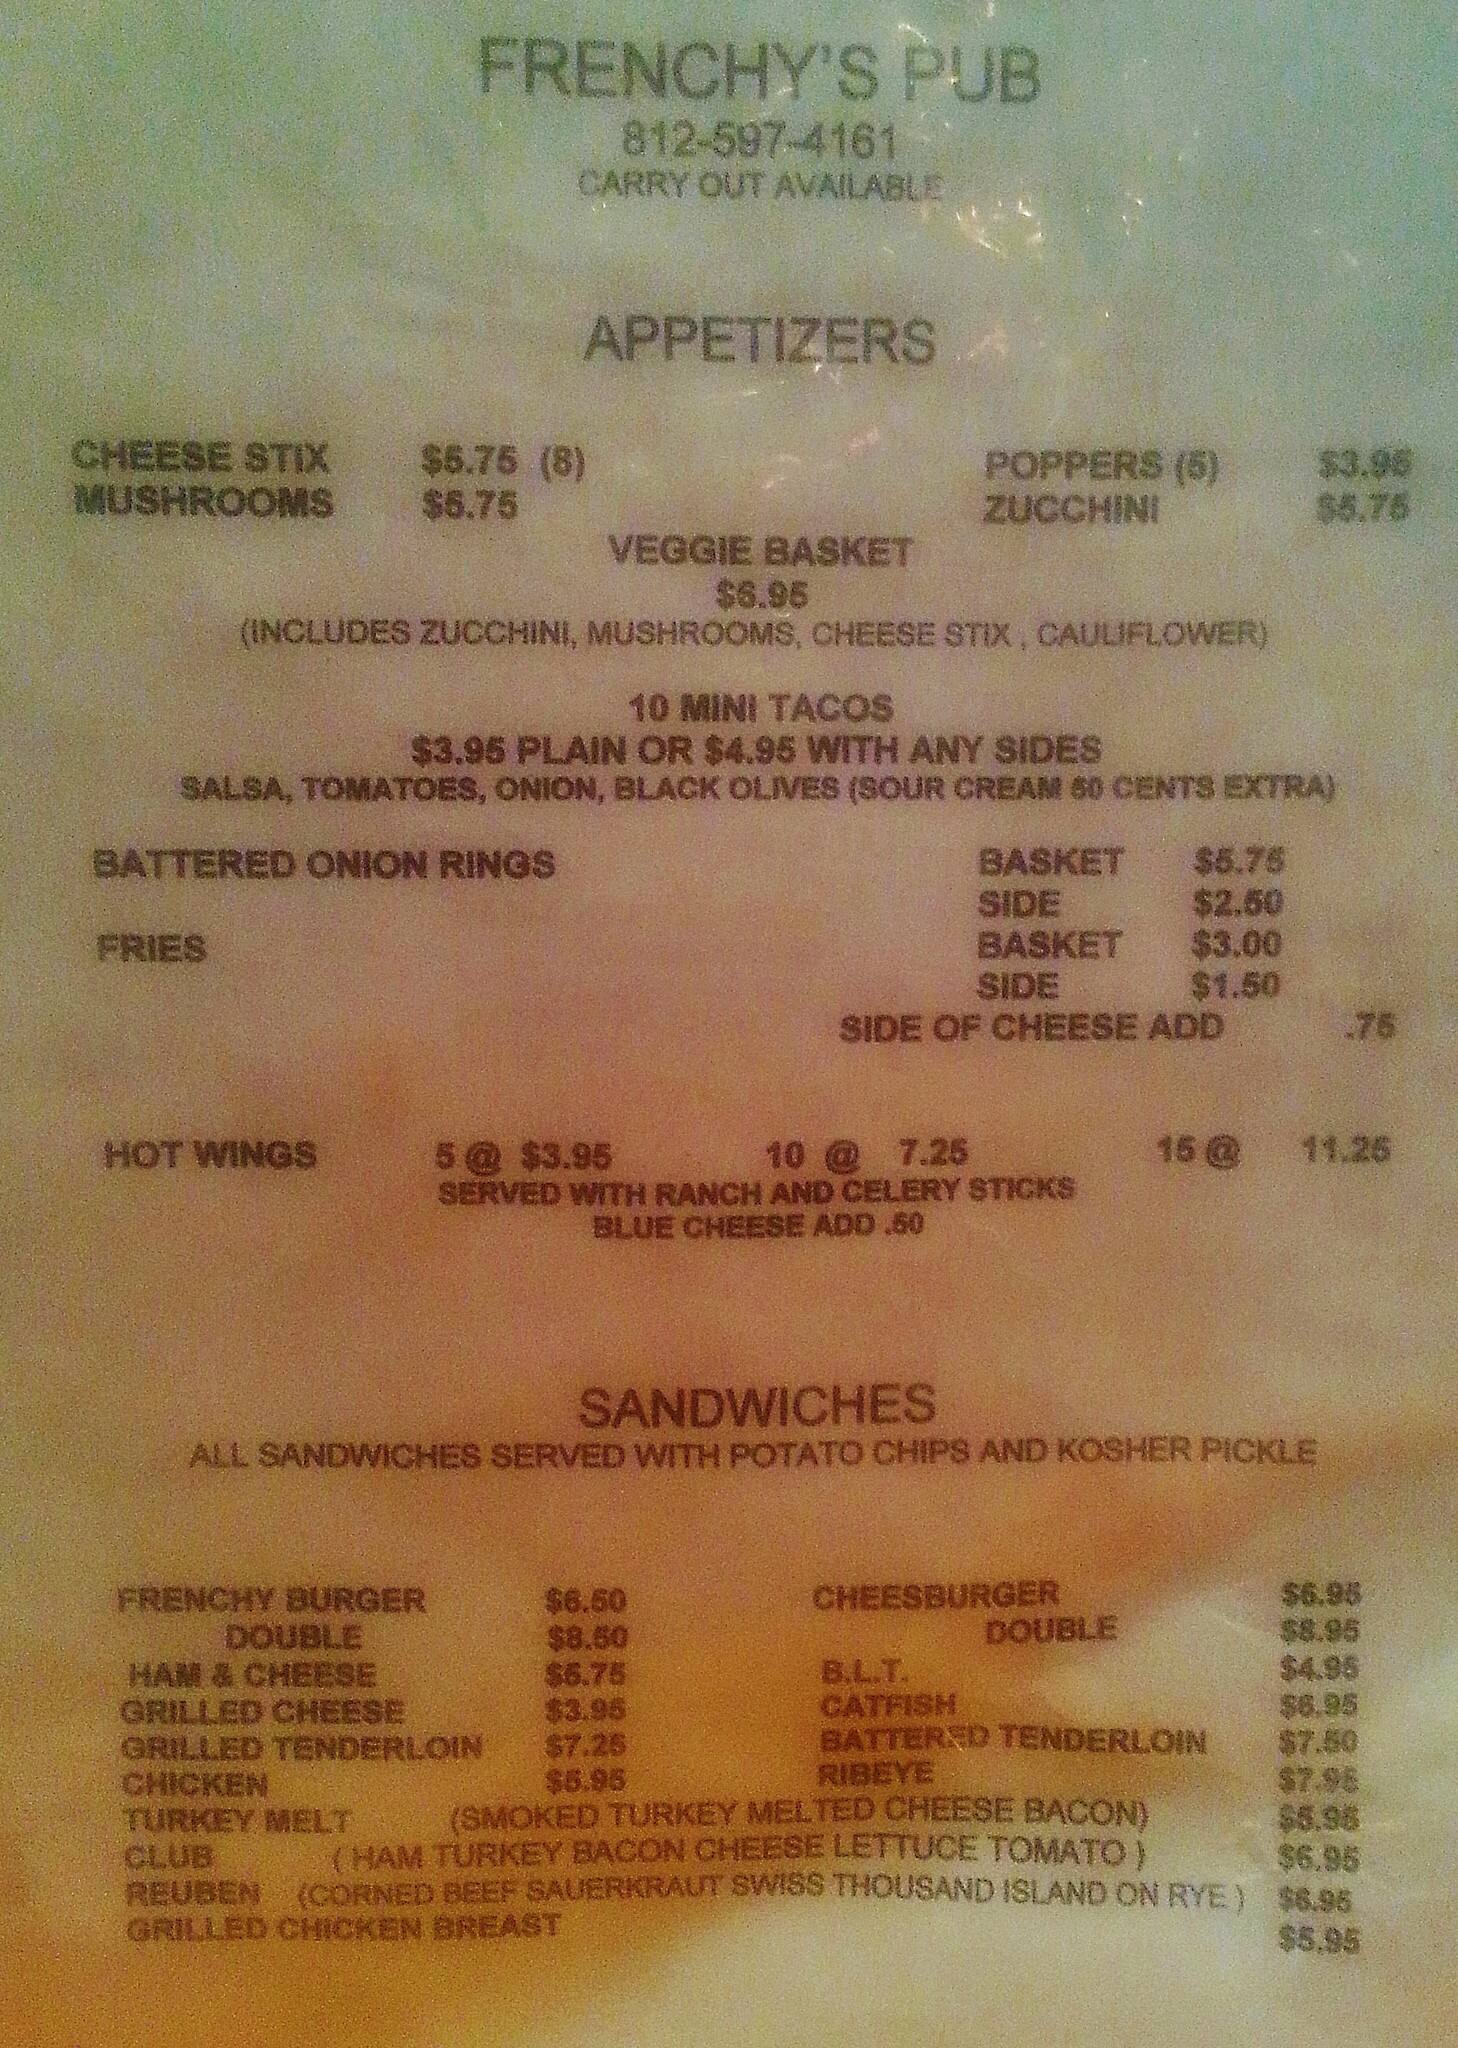 FRENCHY'S PUB
812-597-4161
CARRY OUT AVAILABLE
APPETIZERS
CHEESE STIX $5.75 (8) POPPERS (5) $3.95
MUSHROOMS $5.75 ZUCCHINI $5.75
VEGGIE BASKET
$6.95
(INCLUDES ZUCCHINI, MUSHROOMS, CHEESE STIX , CAULIFLOWER)
10 MINI TACOS
$3.95 PLAIN OR $4.95 WITH ANY SIDES
SALSA, TOMATOES, ONION, BLACK OLIVES (SOUR CREAM 50 CENTS EXTRA)
BATTERED ONION RINGS BASKET $5.75
SIDE $2.50
FRIES BASKET $3.00
SIDE $1.50
SIDE OF CHEESE ADD .75
HOT WINGS 5 @ $3.95 10 @ 7.25 15 @ 11.25
SERVED WITH RANCH AND CELERY STICKS
BLUE CHEESE ADD .50
SANDWICHES
ALL SANDWICHES SERVED WITH POTATO CHIPS AND KOSHER PICKLE
FRENCHY BURGER $6.50 CHEESBURGER $6.95
DOUBLE $8.50 DOUBLE $8.95
HAM & CHEESE $5.75 B.L.T. $4.95
GRILLED CHEESE $3.95 CATFISH $6.95
GRILLED TENDERLOIN $7.25 BATTERED TENDERLOIN $7.50
CHICKEN $5.95 RIBEYE $7.95
TURKEY MELT (SMOKED TURKEY MELTED CHEESE BACON) $5.95
CLUB ( HAM TURKEY BACON CHEESE LETTUCE TOMATO ) $6.95
REUBEN (CORNED BEEF SAUERKRAUT SWISS THOUSAND ISLAND ON RYE ) $6.95
GRILLED CHICKEN BREAST $5.95